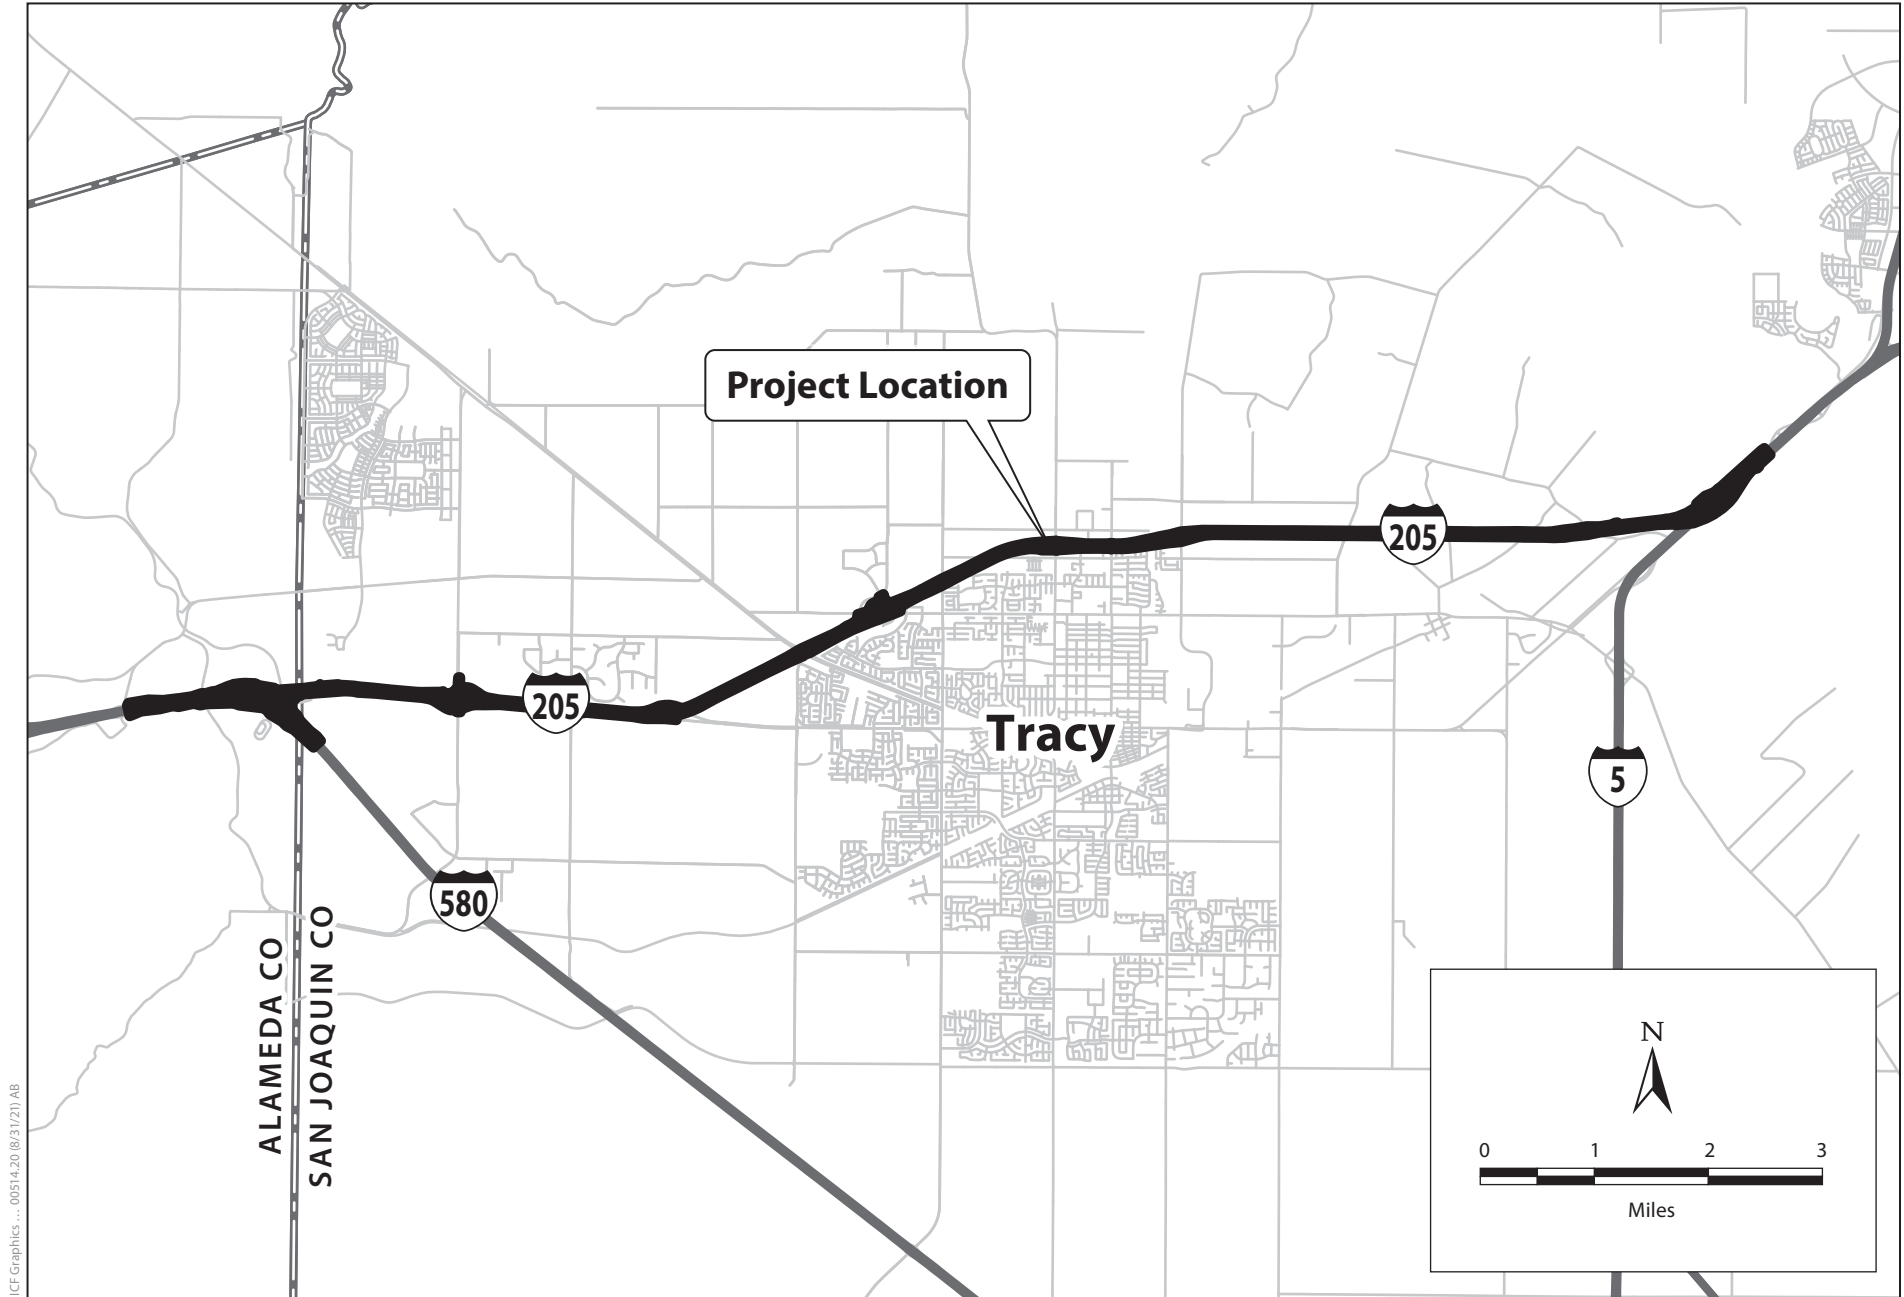 Project Location
205
205
Tracy
5
580
ALAMEDA CO
SAN JOAQUIN CO
N
0 1 2 3
Miles
ICF Graphics … 00514.20 (8/31/21) AB